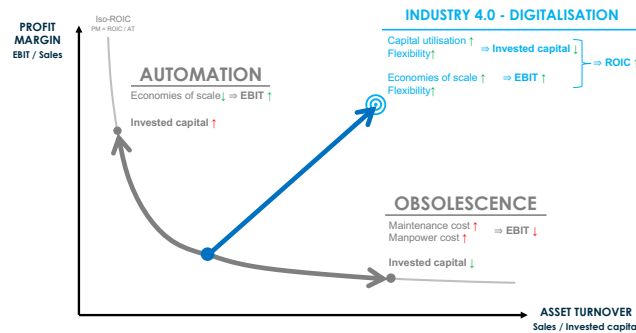 PROFIT
MARGIN
EBIT / Sales
Iso-ROIC
PM = ROIC / AT
INDUSTRY 4.0 - DIGITALISATION
Capital utilisation ↑
Flexibility↑
⇒ Invested capital ↓
⇒ ROIC ↑
Economies of scale ↑
Flexibility↑
⇒ EBIT ↑
AUTOMATION
Economies of scale↓ ⇒ EBIT ↑
Invested capital ↑
OBSOLESCENCE
Maintenance cost ↑
Manpower cost ↑
⇒ EBIT ↓
Invested capital ↓
ASSET TURNOVER
Sales / Invested capital